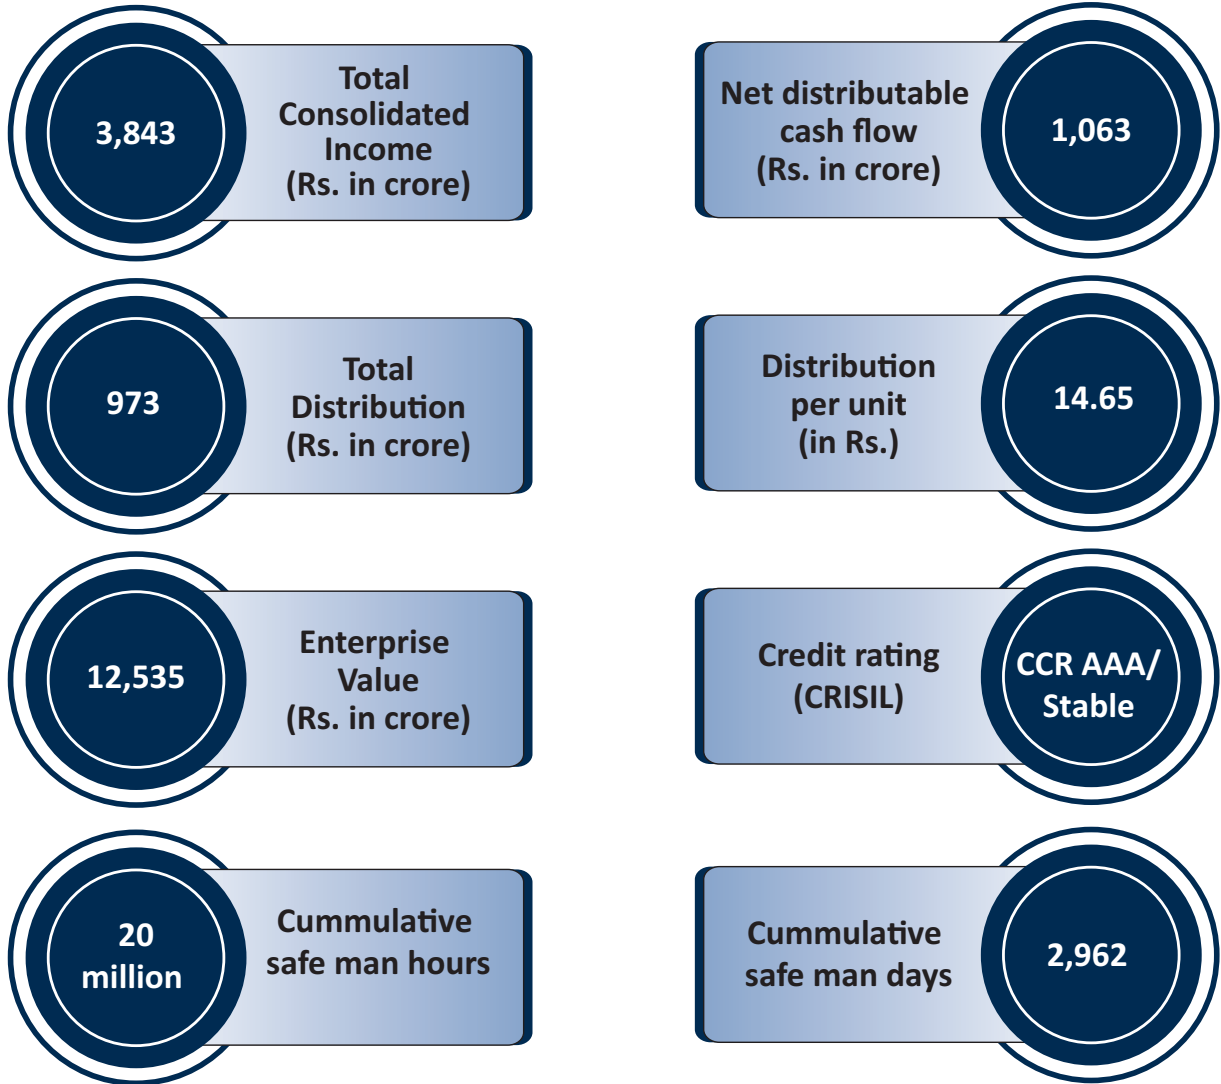 3,843
Total
Consolidated
Income
(Rs. in crore)
Net distributable
cash flow
(Rs. in crore)
1,063
973
Total
Distribution
(Rs. in crore)
Distribution
per unit
(in Rs.)
14.65
12,535
Enterprise
Value
(Rs. in crore)
Credit rating
(CRISIL)
CCR AAA/
Stable
20
million
Cummulative
safe man hours
Cummulative
safe man days
2,962